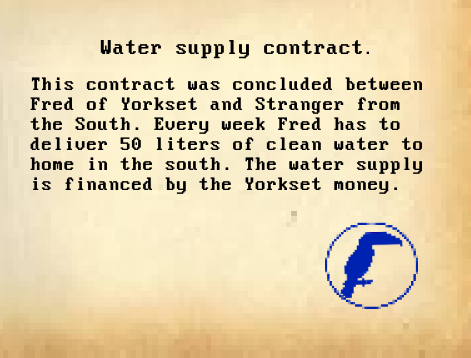 Water supply contract.
This contract was concluded between
Fred of Yorkset and Stranger from
the South. Every week Fred has to
deliver 50 liters of clean water to
home in the south. The water supply
is financed by the Yorkset money.